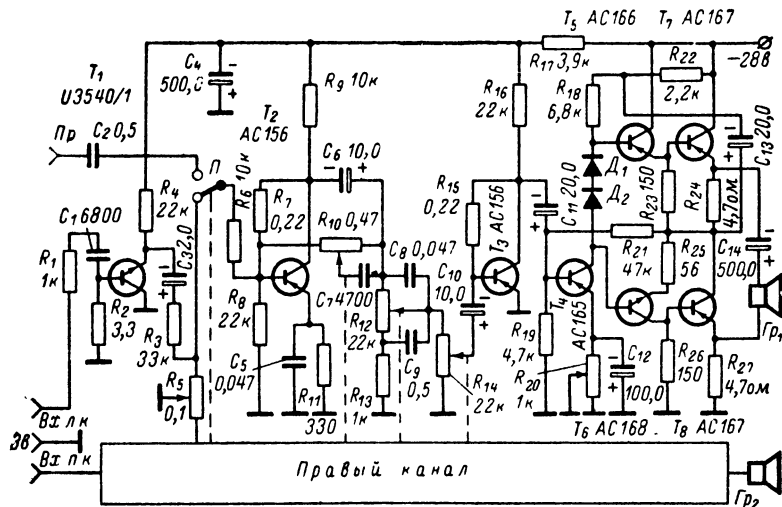 T₅ AC166
T₇ AC167
R₁₇ 3,9к
R₂₂
2,2к
−28в
C₄
500,0
T₁
U3540/1
C₂ 0,5
Пр
R₉ 10к
T₂
AC156
R₁₆
22к
R₁₈
6,8к
C₆ 10,0
П
R₆ 10к
R₄
22к
R₇
0,22
R₁₀ 0,47
R₁₅
0,22
T₃ AC156
C₁₁ 20,0
Д₁
Д₂
R₂₃
150
R₂₄
4,7ом
C₁₃ 20,0
C₁ 6800
R₁
1к
C₃ 2,0
R₂
3,3
R₃
33к
R₈
22к
C₈ 0,047
C₇ 4700
R₁₂
22к
C₁₀
10,0
T₄
AC165
R₂₁
47к
R₂₅
56
C₁₄
500,0
Гр₁
C₅
0,047
R₁₁
330
R₁₃
1к
C₉
0,5
R₁₄
22к
R₁₉
4,7к
R₂₀
1к
C₁₂
100,0
R₂₆
150
R₂₇
4,7ом
R₅
0,1
T₆ AC168
T₈ AC167
Вх лк
Зв
Вх пк
Правый канал
Гр₂